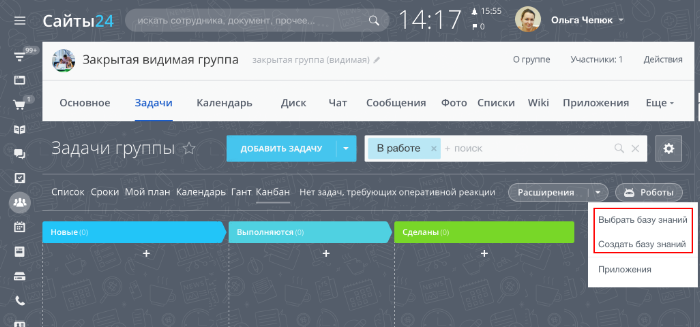 Сайты24 искать сотрудника, документ, прочее... 14:17 15:55 0 Ольга Чепюк
99+
1
Закрытая видимая группа закрытая группа (видимая) О группе Участники: 1 Действия
Основное Задачи Календарь Диск Чат Сообщения Фото Списки Wiki Приложения Еще
Задачи группы ДОБАВИТЬ ЗАДАЧУ В работе × + поиск
Список Сроки Мой план Календарь Гант Канбан Нет задач, требующих оперативной реакции Расширения Роботы
Новые (0) Выполняются (0) Сделаны (0)
+ + +
Выбрать базу знаний
Создать базу знаний
Приложения